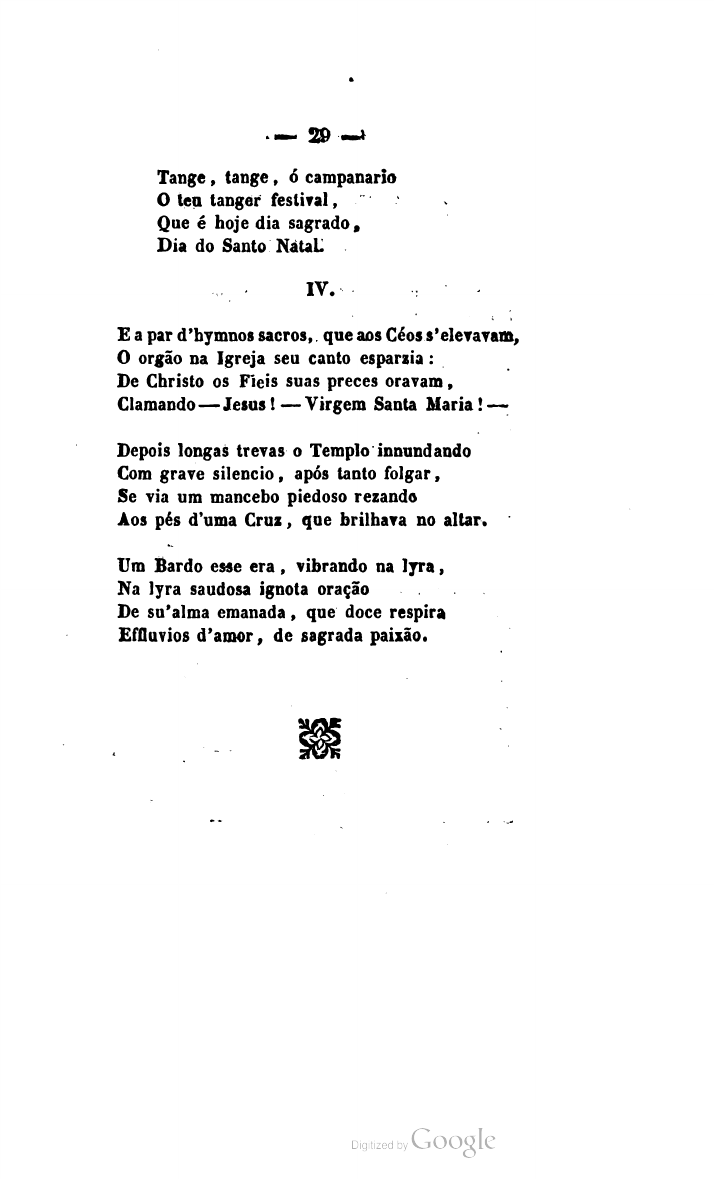 — 29 —
Tange, tange, ó campanario
O teu tanger festival,
Que é hoje dia sagrado,
Dia do Santo Natal.
IV.
E a par d'hymnos sacros, que aos Céos s'elevavam,
O orgão na Igreja seu canto esparzia:
De Christo os Fieis suas preces oravam,
Clamando — Jesus! — Virgem Santa Maria! —
Depois longas trevas o Templo innundando
Com grave silencio, após tanto folgar,
Se via um mancebo piedoso rezando
Aos pés d'uma Cruz, que brilhava no altar.
Um Bardo esse era, vibrando na lyra,
Na lyra saudosa ignota oração
De su'alma emanada, que doce respira
Effluvios d'amor, de sagrada paixão.
Digitized by Google